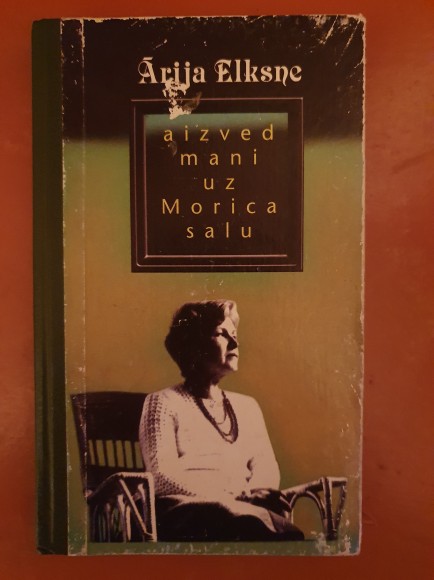 Ārija Elksne
aizved
mani
uz
Morica
salu